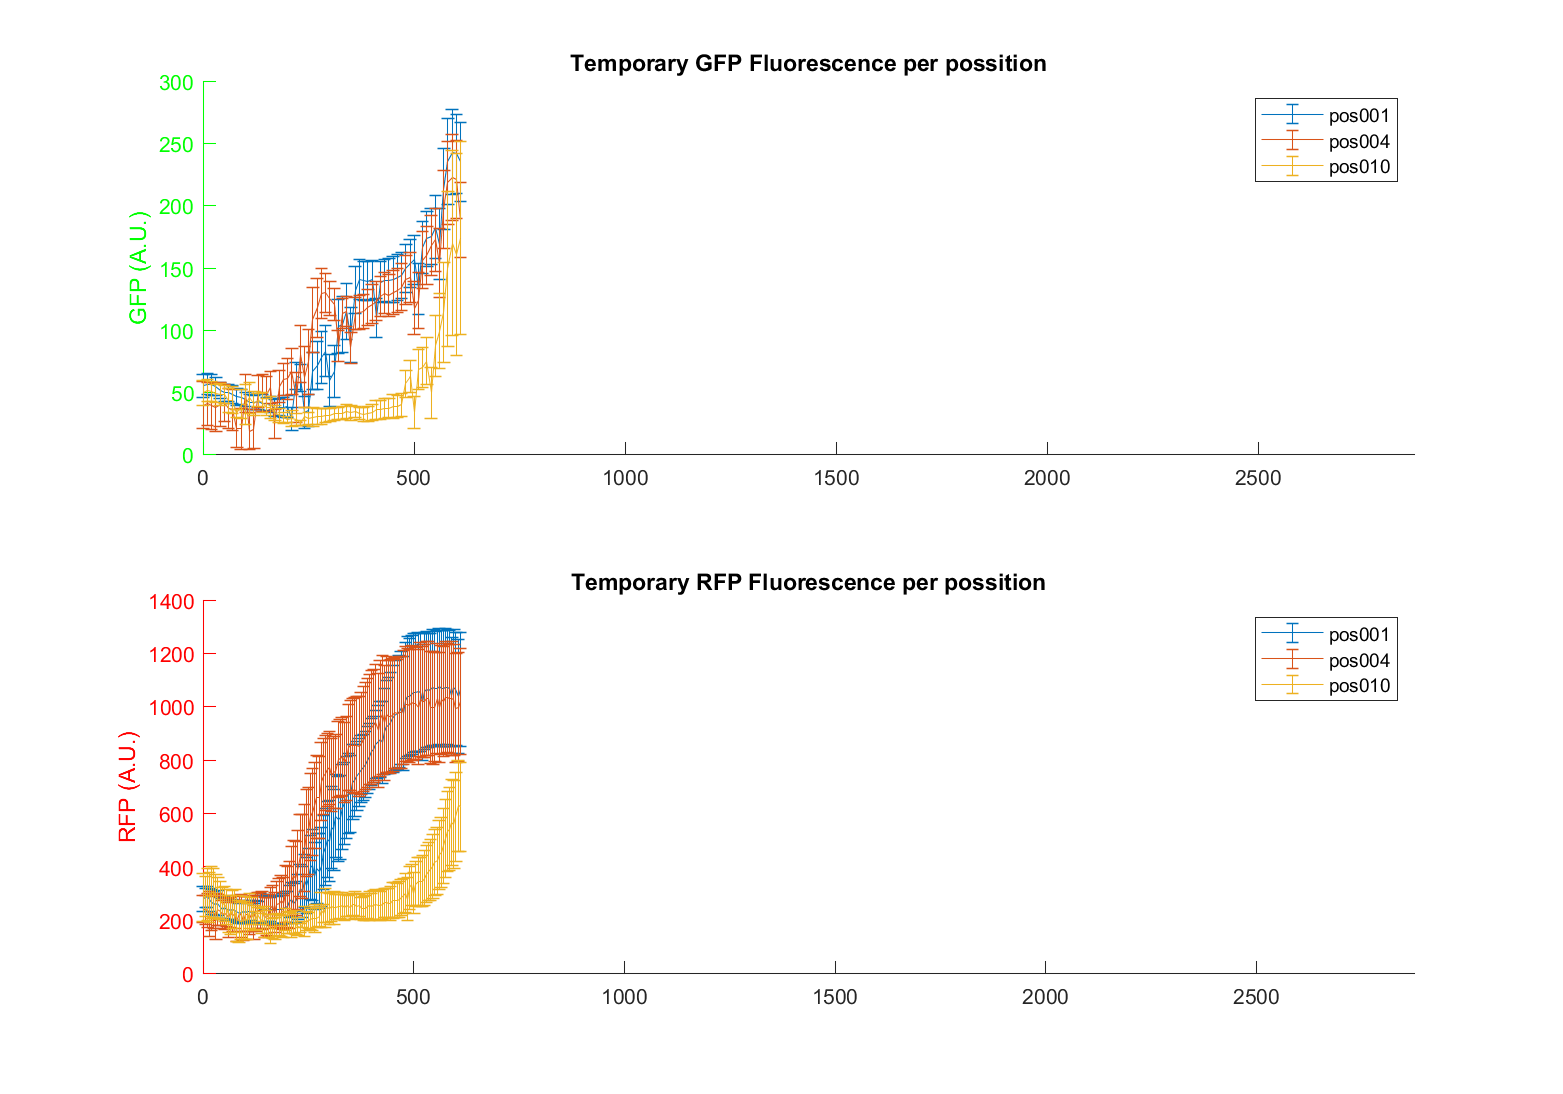 Temporary GFP Fluorescence per possition
300
250
200
150
100
50
0
GFP (A.U.)
0 500 1000 1500 2000 2500
pos001
pos004
pos010
Temporary RFP Fluorescence per possition
1400
1200
1000
800
600
400
200
0
RFP (A.U.)
0 500 1000 1500 2000 2500
pos001
pos004
pos010